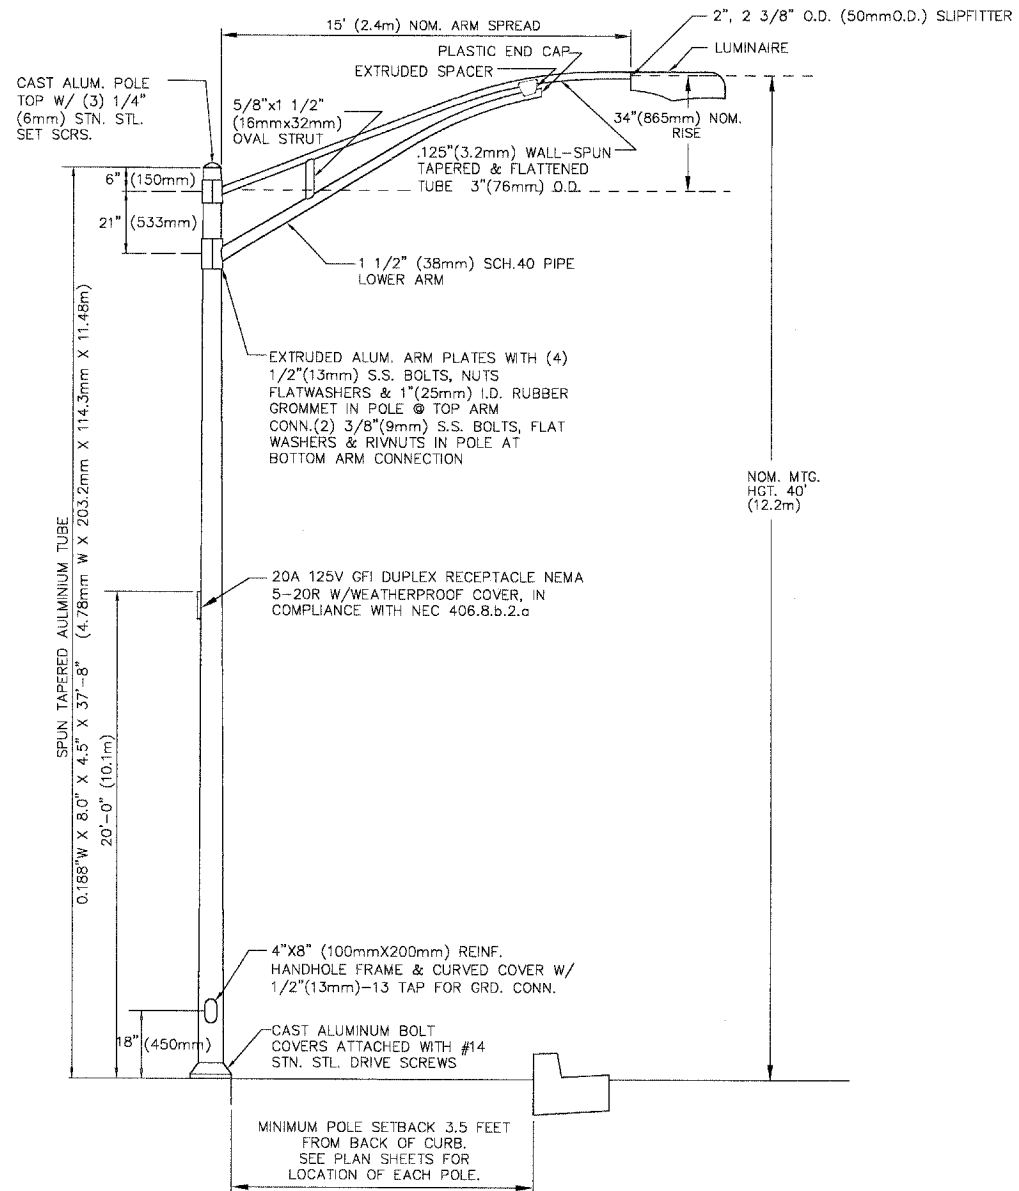 15' (2.4m) NOM. ARM SPREAD
2", 2 3/8" O.D. (50mmO.D.) SLIPFITTER
PLASTIC END CAP
LUMINAIRE
EXTRUDED SPACER
CAST ALUM. POLE
TOP W/ (3) 1/4"
(6mm) STN. STL.
SET SCRS.
5/8"x1 1/2"
(16mmx32mm)
OVAL STRUT
34"(865mm) NOM.
RISE
.125"(3.2mm) WALL-SPUN
TAPERED & FLATTENED
TUBE 3"(76mm) O.D.
6" (150mm)
21" (533mm)
1 1/2" (38mm) SCH.40 PIPE
LOWER ARM
EXTRUDED ALUM. ARM PLATES WITH (4)
1/2"(13mm) S.S. BOLTS, NUTS
FLATWASHERS & 1"(25mm) I.D. RUBBER
GROMMET IN POLE @ TOP ARM
CONN.(2) 3/8"(9mm) S.S. BOLTS, FLAT
WASHERS & RIVNUTS IN POLE AT
BOTTOM ARM CONNECTION
NOM. MTG.
HGT. 40'
(12.2m)
SPUN TAPERED AULMINIUM TUBE
0.188"W X 8.0" X 4.5" X 37'-8" (4.78mm W X 203.2mm X 114.3mm X 11.48m)
20'-0" (10.1m)
20A 125V GFI DUPLEX RECEPTACLE NEMA
5-20R W/WEATHERPROOF COVER, IN
COMPLIANCE WITH NEC 406.8.b.2.a
4"X8" (100mmX200mm) REINF.
HANDHOLE FRAME & CURVED COVER W/
1/2"(13mm)-13 TAP FOR GRD. CONN.
18" (450mm)
CAST ALUMINUM BOLT
COVERS ATTACHED WITH #14
STN. STL. DRIVE SCREWS
MINIMUM POLE SETBACK 3.5 FEET
FROM BACK OF CURB.
SEE PLAN SHEETS FOR
LOCATION OF EACH POLE.